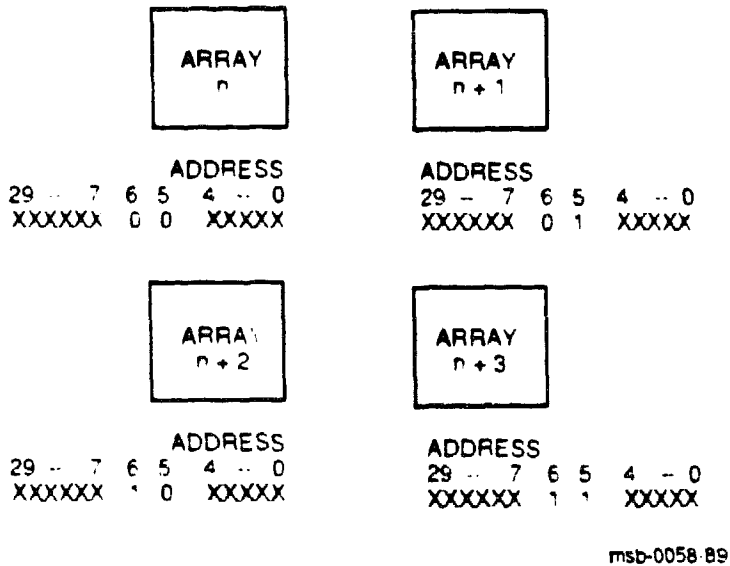 ARRAY
n
ARRAY
n + 1
ADDRESS
29 -- 7 6 5 4 -- 0
XXXXXX 0 0 XXXXX
ADDRESS
29 -- 7 6 5 4 -- 0
XXXXXX 0 1 XXXXX
ARRAY
n + 2
ARRAY
n + 3
ADDRESS
29 -- 7 6 5 4 -- 0
XXXXXX 1 0 XXXXX
ADDRESS
29 -- 7 6 5 4 -- 0
XXXXXX 1 1 XXXXX
msb-0058-89